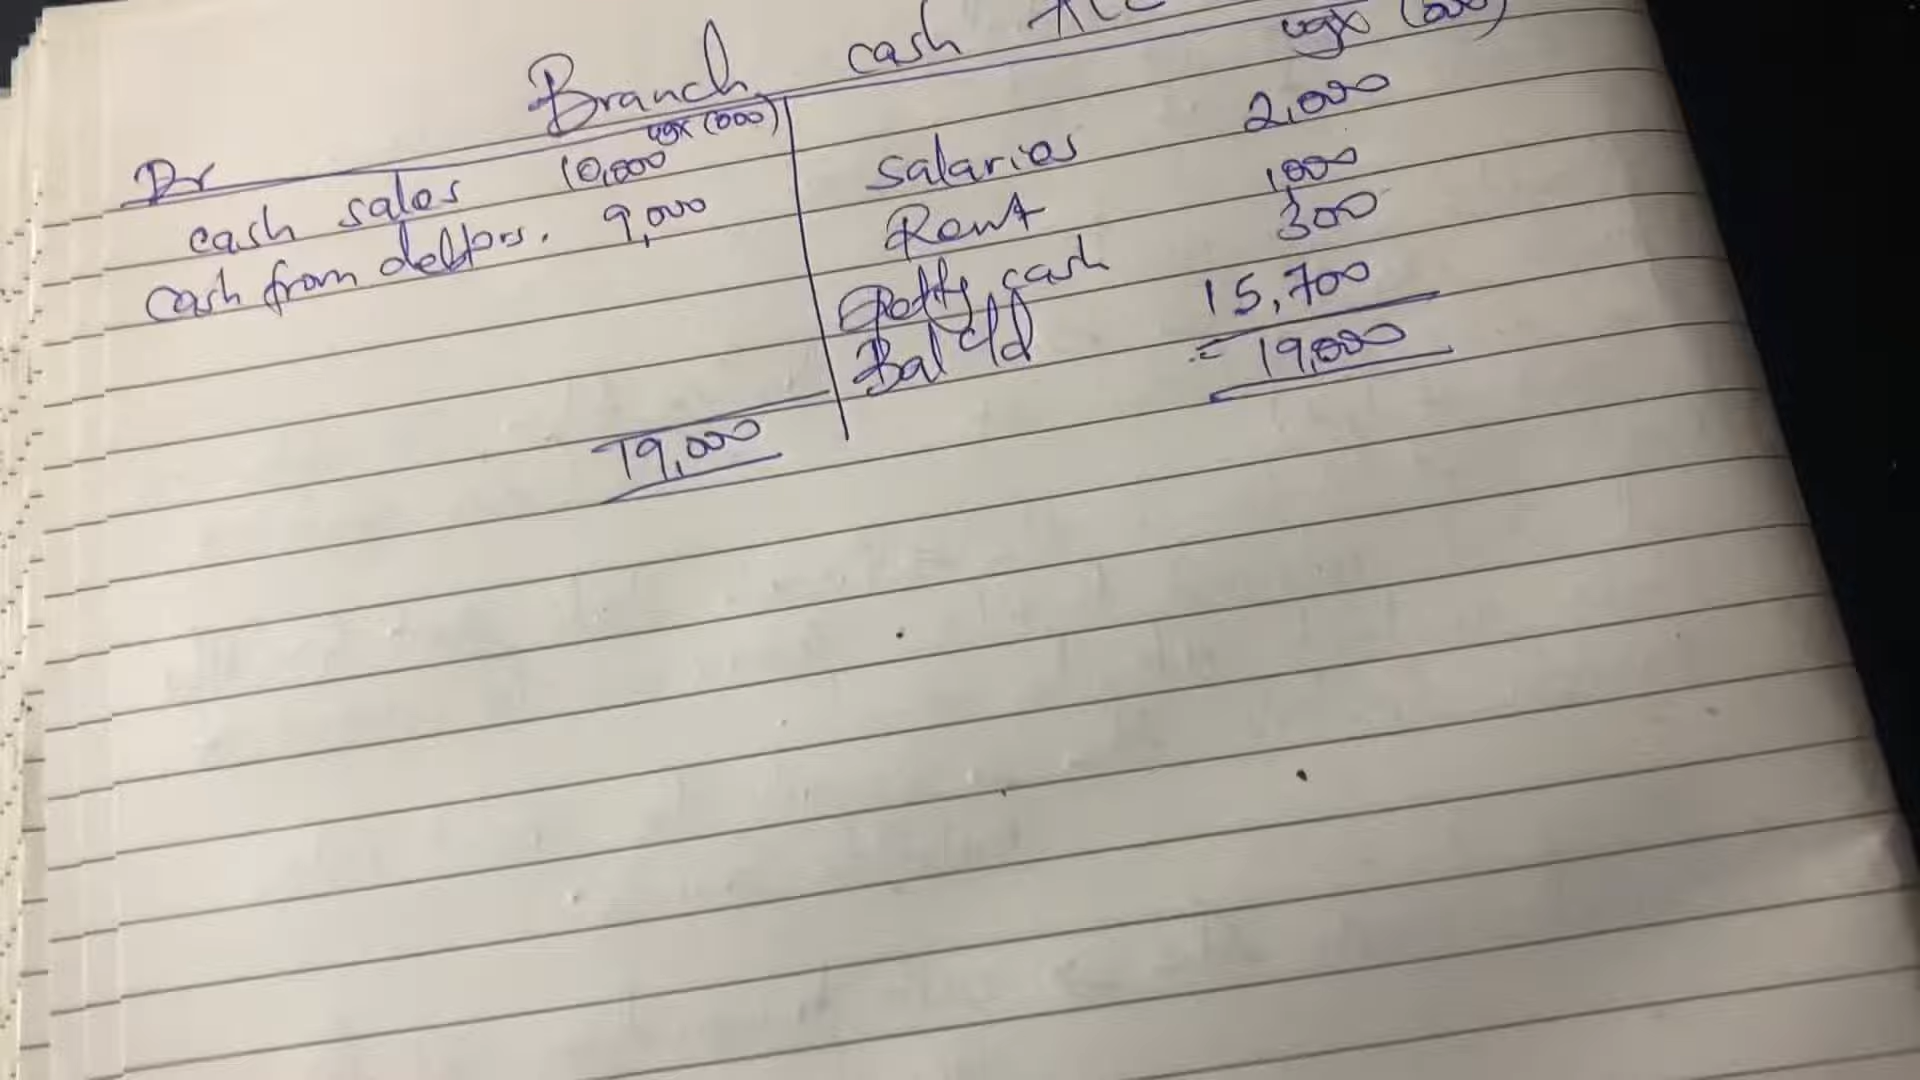 Branch cash A/C
Dr ugx (000) ugx (000)
cash sales 10,000 Salaries 2,000
cash from debtors. 9,000 Rent 1,000
Petty cash 300
Bal c/d 15,700
19,000 19,000